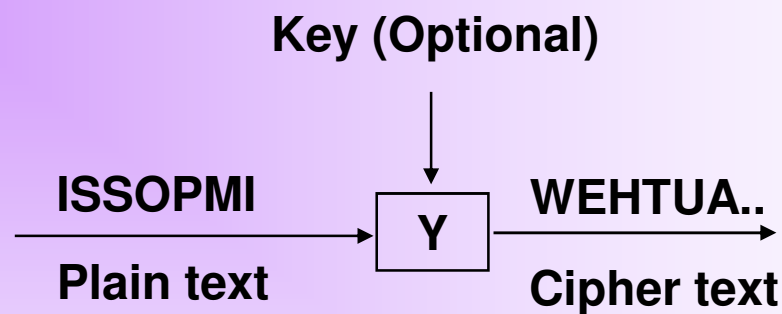 Key (Optional)
ISSOPMI
Y
WEHTUA..
Plain text
Cipher text